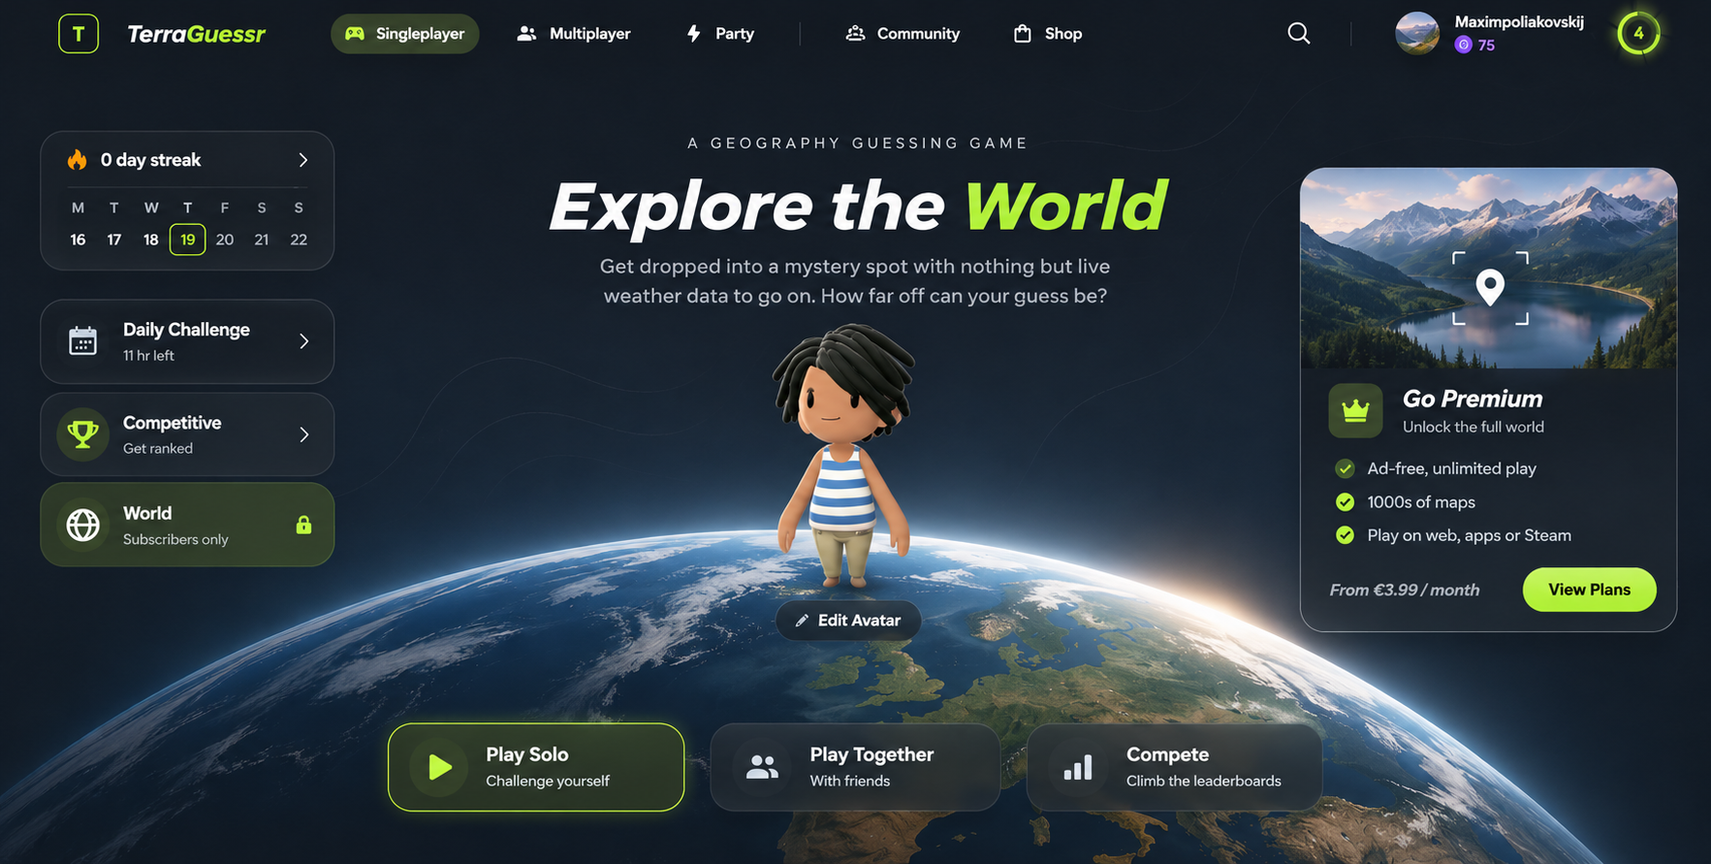 T
TerraGuessr
Singleplayer
Multiplayer
Party
Community
Shop
Maximpoliakovskij
75
4
0 day streak
M T W T F S S
16 17 18 19 20 21 22
Daily Challenge
11 hr left
Competitive
Get ranked
World
Subscribers only
A GEOGRAPHY GUESSING GAME
Explore the World
Get dropped into a mystery spot with nothing but live
weather data to go on. How far off can your guess be?
Edit Avatar
Go Premium
Unlock the full world
Ad-free, unlimited play
1000s of maps
Play on web, apps or Steam
From €3.99 / month
View Plans
Play Solo
Challenge yourself
Play Together
With friends
Compete
Climb the leaderboards